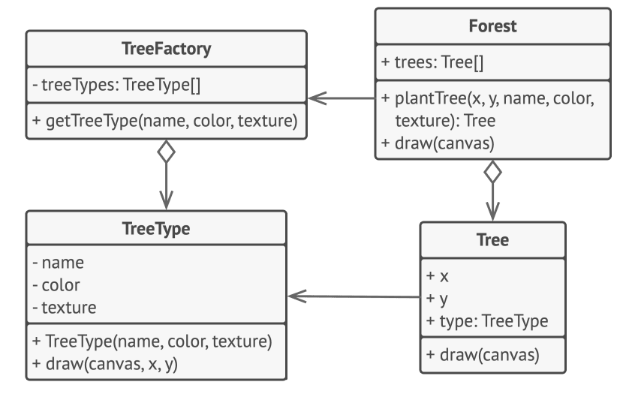 TreeFactory
- treeTypes: TreeType[]
+ getTreeType(name, color, texture)
Forest
+ trees: Tree[]
+ plantTree(x, y, name, color,
texture): Tree
+ draw(canvas)
TreeType
- name
- color
- texture
+ TreeType(name, color, texture)
+ draw(canvas, x, y)
Tree
+ x
+ y
+ type: TreeType
+ draw(canvas)